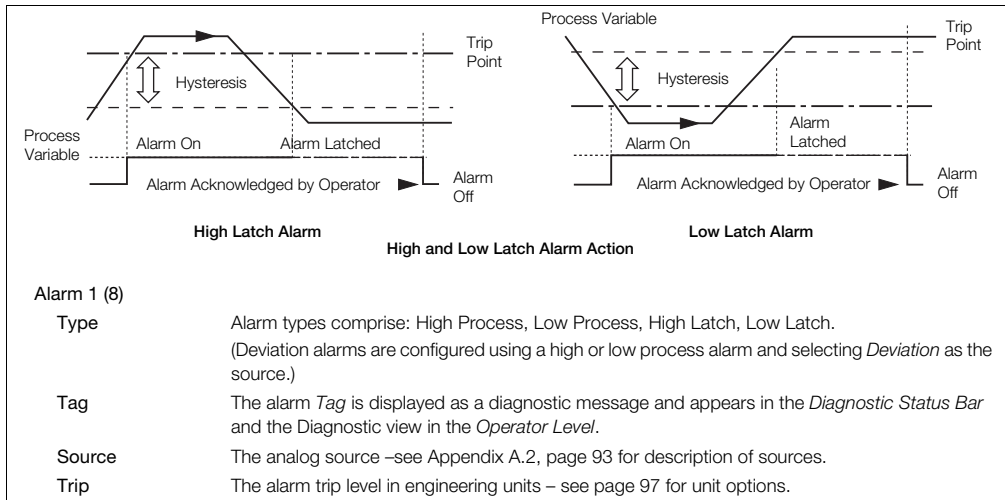 Process Variable
Trip
Point
Hysteresis
Process
Variable
Alarm On
Alarm Latched
Alarm Acknowledged by Operator
Alarm
Off
High Latch Alarm
Trip
Point
Hysteresis
Alarm On
Alarm
Latched
Alarm Acknowledged by Operator
Alarm
Off
Low Latch Alarm
High and Low Latch Alarm Action
Alarm 1 (8)
Type Alarm types comprise: High Process, Low Process, High Latch, Low Latch.
(Deviation alarms are configured using a high or low process alarm and selecting Deviation as the
source.)
Tag The alarm Tag is displayed as a diagnostic message and appears in the Diagnostic Status Bar
and the Diagnostic view in the Operator Level.
Source The analog source –see Appendix A.2, page 93 for description of sources.
Trip The alarm trip level in engineering units – see page 97 for unit options.